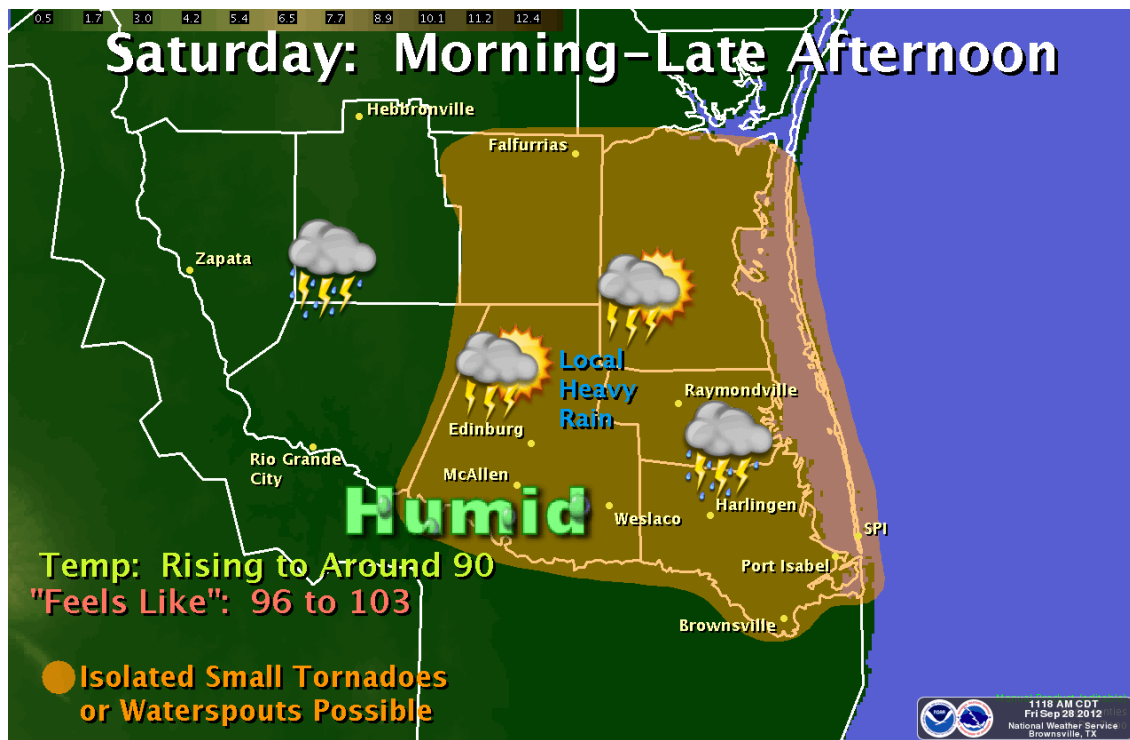 0.5 1.7 3.0 4.2 5.4 6.5 7.7 8.9 10.1 11.2 12.4
Saturday: Morning-Late Afternoon
Hebbronville
Falfurrias
Zapata
Local
Heavy
Rain
Raymondville
Edinburg
Rio Grande
City
McAllen
Humid
Weslaco
Harlingen
SPI
Temp: Rising to Around 90
Port Isabel
"Feels Like": 96 to 103
Brownsville
Isolated Small Tornadoes
or Waterspouts Possible
1118 AM CDT
Fri Sep 28 2012
National Weather Service
Brownsville, TX